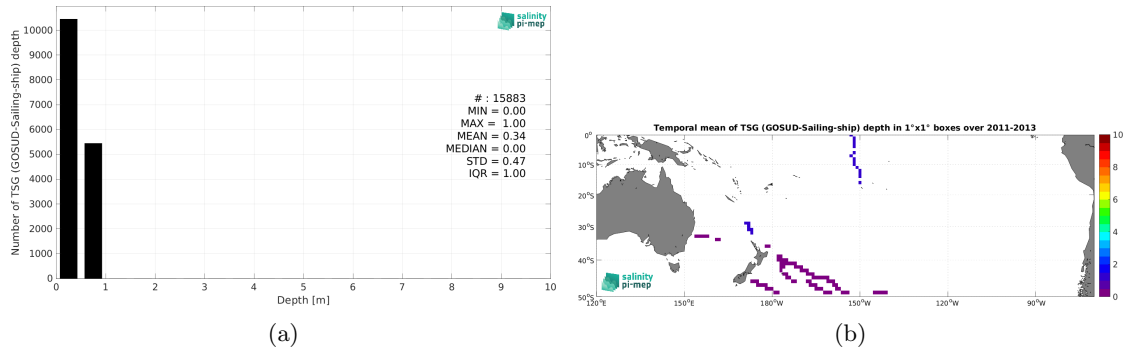 Number of TSG (GOSUD-Sailing-ship) depth
10000
9000
8000
7000
6000
5000
4000
3000
2000
1000
0
0 1 2 3 4 5 6 7 8 9 10
Depth [m]
salinity
pi-mep
# : 15883
MIN = 0.00
MAX = 1.00
MEAN = 0.34
MEDIAN = 0.00
STD = 0.47
IQR = 1.00
(a)
Temporal mean of TSG (GOSUD-Sailing-ship) depth in 1°x1° boxes over 2011-2013
0°
10°S
20°S
30°S
40°S
50°S
120°E 150°E 180°W 150°W 120°W 90°W
salinity
pi-mep
10
8
6
4
2
0
(b)